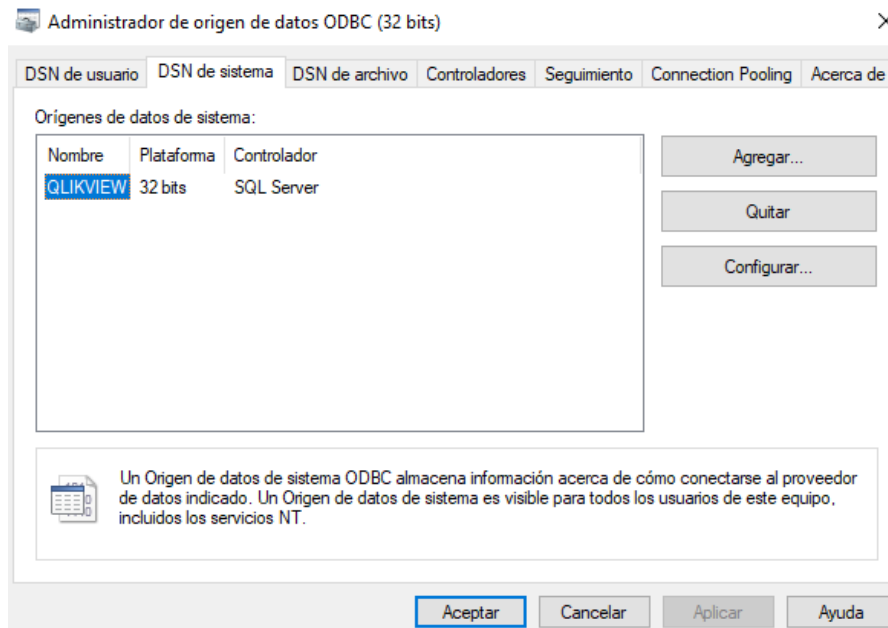 Administrador de origen de datos ODBC (32 bits)
DSN de usuario DSN de sistema DSN de archivo Controladores Seguimiento Connection Pooling Acerca de
Orígenes de datos de sistema:
Nombre Plataforma Controlador
QLIKVIEW 32 bits SQL Server
Agregar...
Quitar
Configurar...
Un Origen de datos de sistema ODBC almacena información acerca de cómo conectarse al proveedor
de datos indicado. Un Origen de datos de sistema es visible para todos los usuarios de este equipo,
incluidos los servicios NT.
Aceptar Cancelar Aplicar Ayuda